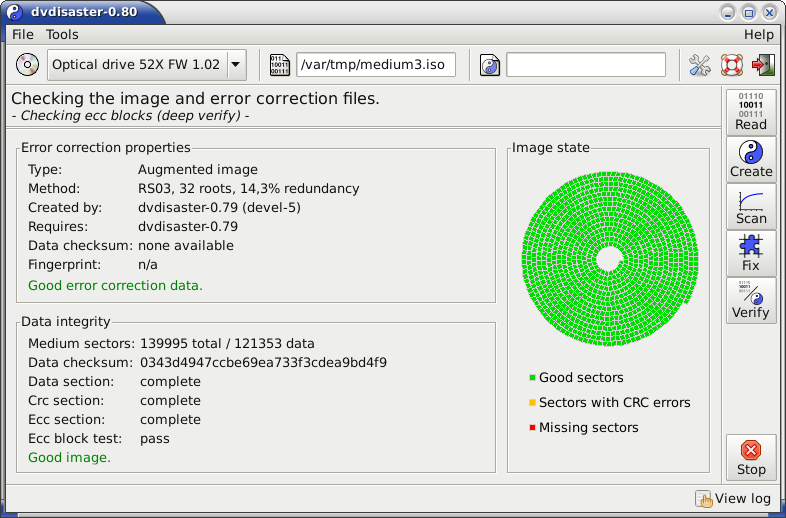 dvdisaster-0.80
File Tools Help
Optical drive 52X FW 1.02 /var/tmp/medium3.iso
Checking the image and error correction files.
- Checking ecc blocks (deep verify) -
Error correction properties
Type: Augmented image
Method: RS03, 32 roots, 14,3% redundancy
Created by: dvdisaster-0.79 (devel-5)
Requires: dvdisaster-0.79
Data checksum: none available
Fingerprint: n/a
Good error correction data.
Data integrity
Medium sectors: 139995 total / 121353 data
Data checksum: 0343d4947ccbe69ea733f3cdea9bd4f9
Data section: complete
Crc section: complete
Ecc section: complete
Ecc block test: pass
Good image.
Image state
Good sectors
Sectors with CRC errors
Missing sectors
01110
10011
00111
Read
Create
Scan
Fix
Verify
Stop
View log